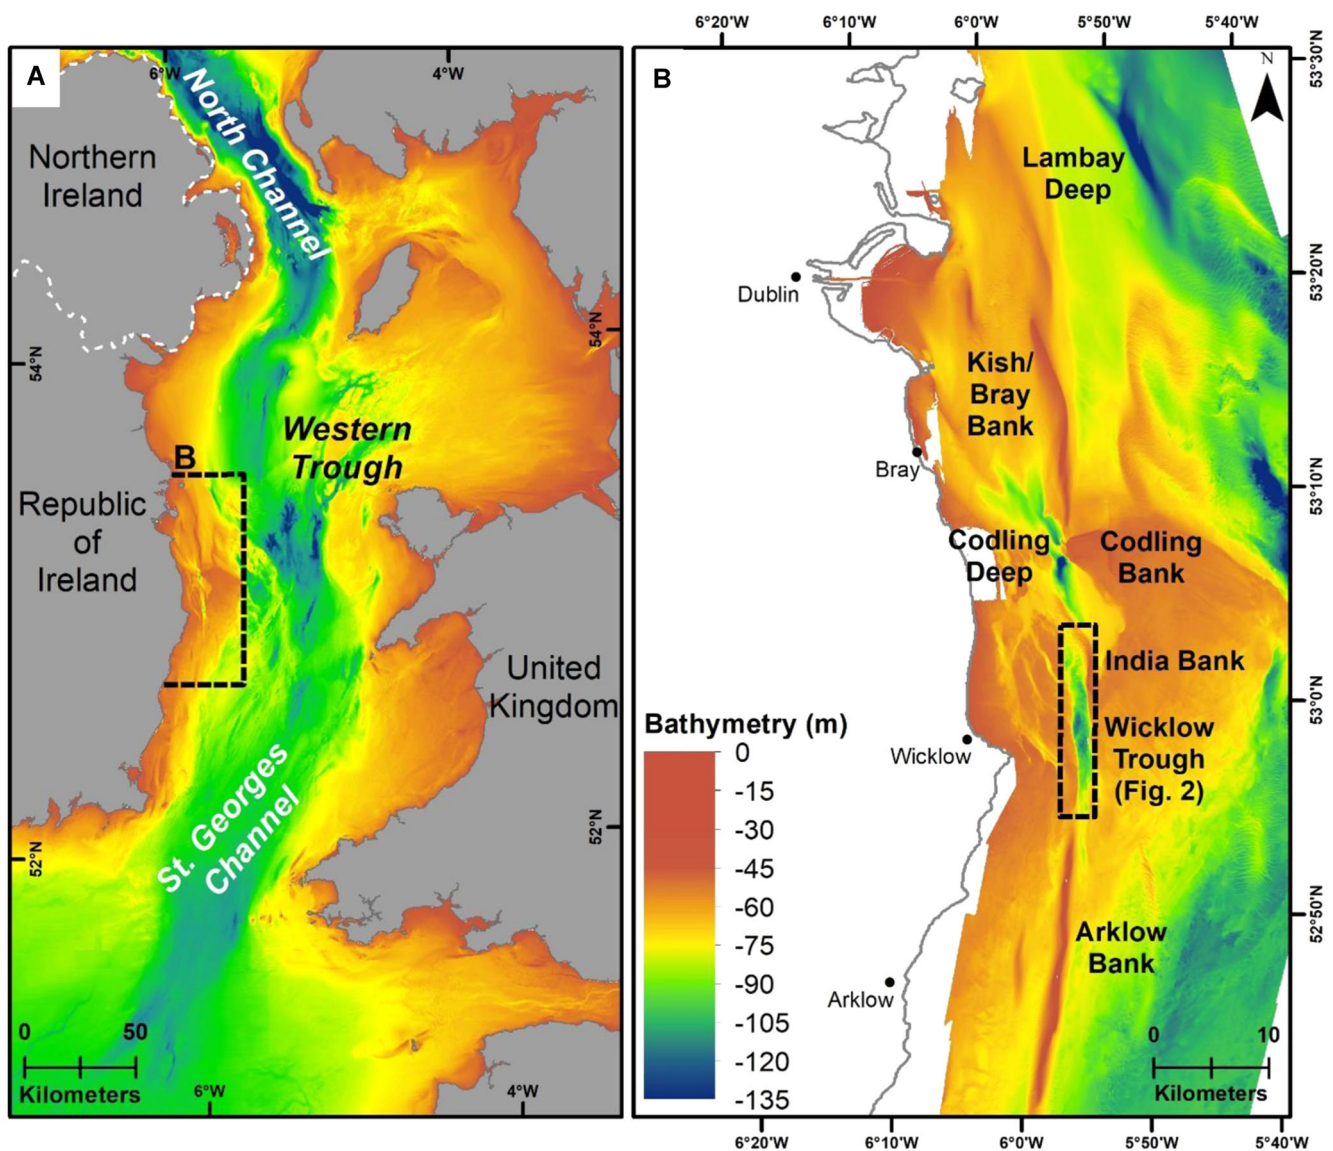 A
6°W
4°W
North Channel
Northern
Ireland
54°N
54°N
Western
Trough
B
Republic
of
Ireland
United
Kingdom
St. Georges
Channel
52°N
52°N
0 50
Kilometers
6°W
4°W
6°20'W 6°10'W 6°0'W 5°50'W 5°40'W
B
N
53°30'N
Lambay
Deep
53°20'N
Dublin
Kish/
Bray
Bank
Bray
53°10'N
Codling
Deep
Codling
Bank
India Bank
53°0'N
Wicklow
Trough
(Fig. 2)
Wicklow
Bathymetry (m)
0
-15
-30
-45
-60
-75
-90
-105
-120
-135
52°50'N
Arklow
Bank
Arklow
0 10
Kilometers
6°20'W 6°10'W 6°0'W 5°50'W 5°40'W